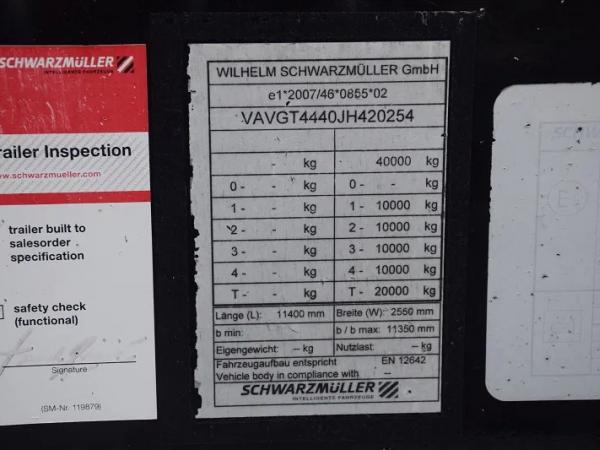 SCHWARZMÜLLER
INTELLIGENTE FAHRZEUGE
railer Inspection
www.schwarzmueller.com
trailer built to
salesorder
specification
safety check
(functional)
Signature
(SM-Nr. 119879)
WILHELM SCHWARZMÜLLER GmbH
e1*2007/46*0855*02
VAVGT4440JH420254
- kg 40000 kg
0- - kg 0- - kg
1- - kg 1- 10000 kg
2- - kg 2- 10000 kg
3- - kg 3- 10000 kg
4- - kg 4- 10000 kg
T- - kg T- 20000 kg
Länge (L): 11400 mm Breite (W): 2550 mm
b min: b / b max: 11350 mm
Eigengewicht: -- kg Nutzlast: -- kg
Fahrzeugaufbau entspricht EN 12642
Vehicle body in compliance with --
SCHWARZMÜLLER
INTELLIGENTE FAHRZEUGE